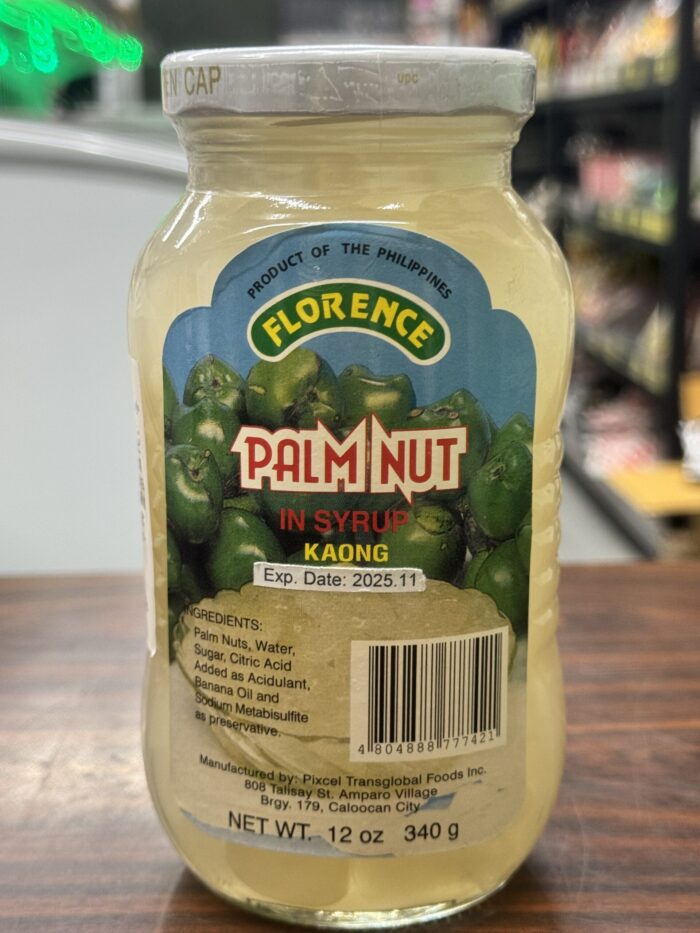 EN CAP
upc
PRODUCT OF THE PHILIPPINES
FLORENCE
PALM NUT
IN SYRUP
KAONG
Exp. Date: 2025.11
INGREDIENTS:
Palm Nuts, Water,
Sugar, Citric Acid
Added as Acidulant,
Banana Oil and
Sodium Metabisulfite
as preservative.
4 804888 777421
Manufactured by: Pixcel Transglobal Foods Inc.
808 Talisay St. Amparo Village
Brgy. 179, Caloocan City
NET WT. 12 oz 340 g